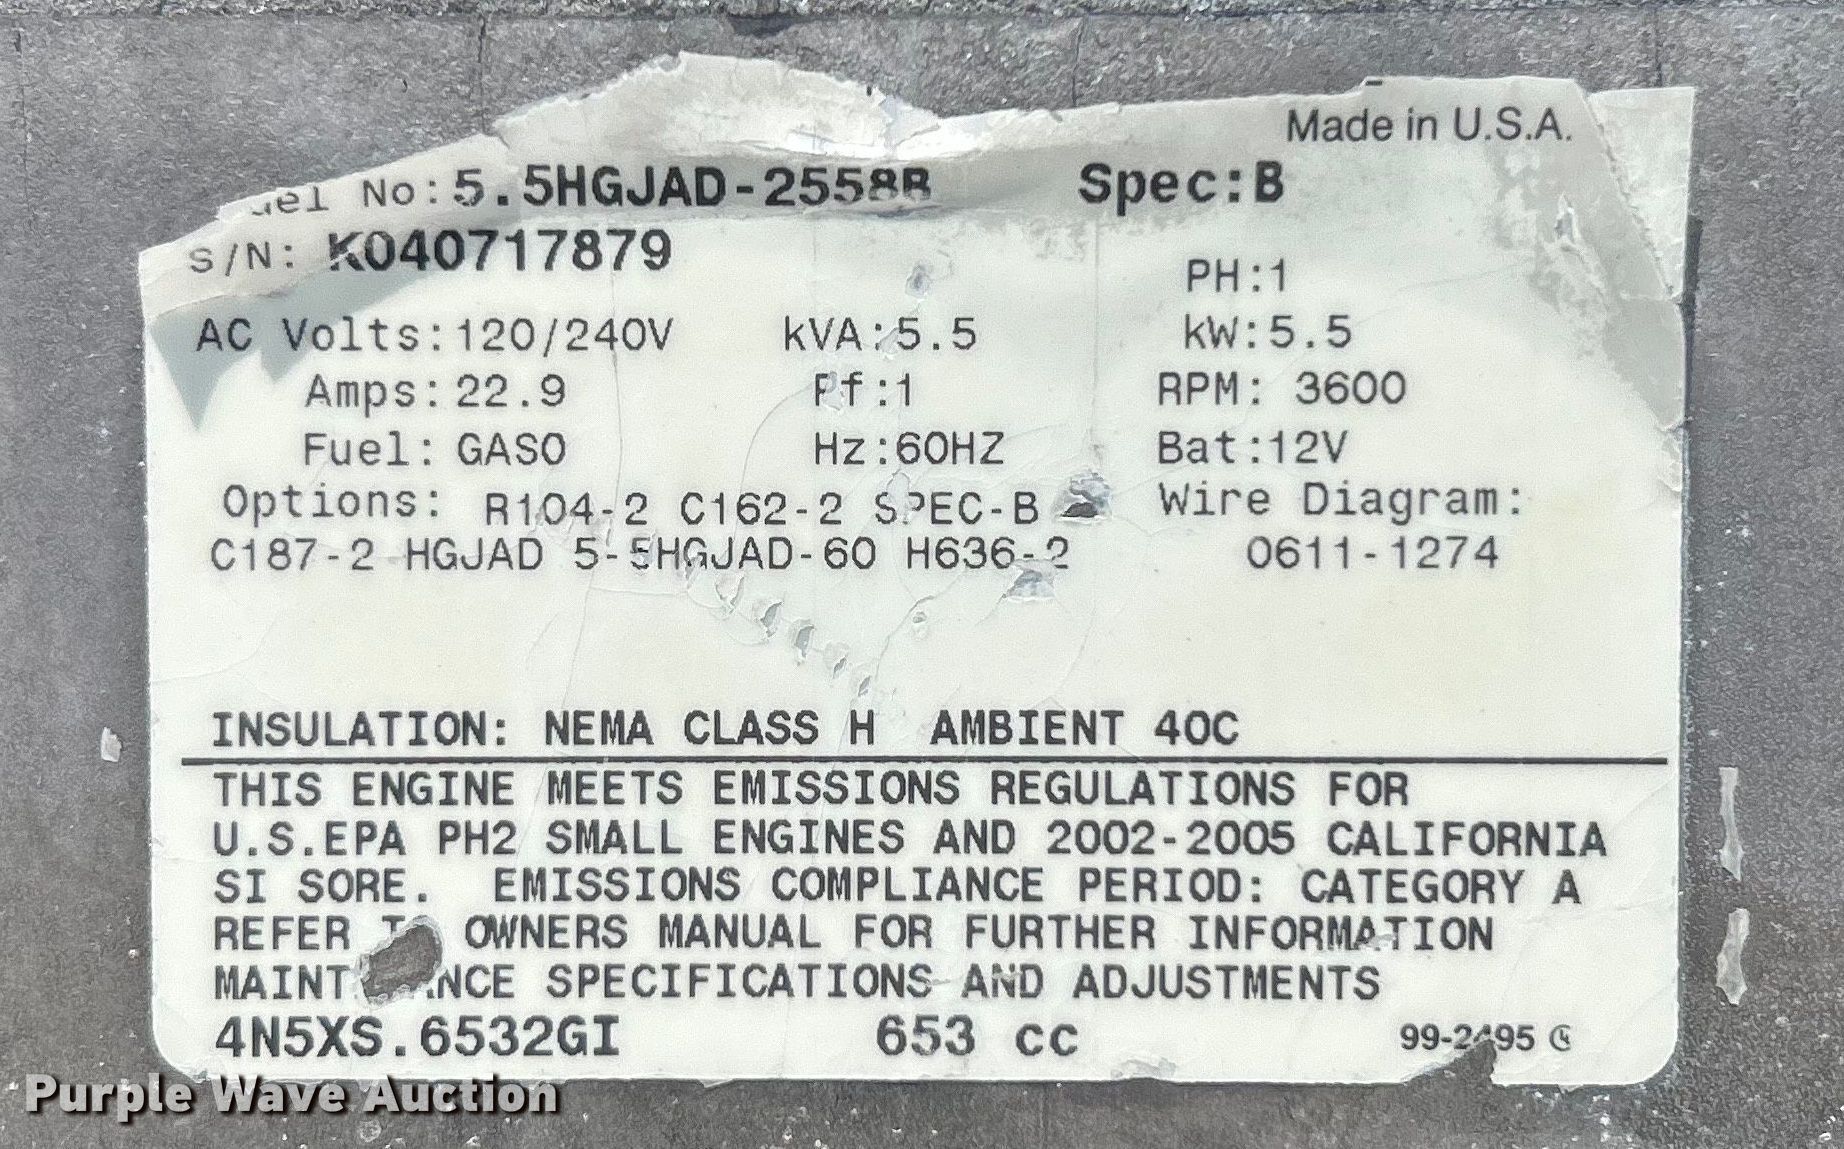 Made in U.S.A.
No: 5.5HGJAD-2558B Spec:B
S/N: K040717879
PH:1
AC Volts:120/240V kVA:5.5 kW:5.5
Amps:22.9 Pf:1 RPM: 3600
Fuel: GASO Hz:60HZ Bat:12V
Options: R104-2 C162-2 SPEC-B Wire Diagram:
C187-2 HGJAD 5-5HGJAD-60 H636-2 0611-1274
INSULATION: NEMA CLASS H AMBIENT 40C
THIS ENGINE MEETS EMISSIONS REGULATIONS FOR
U.S.EPA PH2 SMALL ENGINES AND 2002-2005 CALIFORNIA
SI SORE. EMISSIONS COMPLIANCE PERIOD: CATEGORY A
REFER OWNERS MANUAL FOR FURTHER INFORMATION
SPECIFICATIONS AND ADJUSTMENTS
4N5XS.6532GI 653 cc
Purple Wave Auction